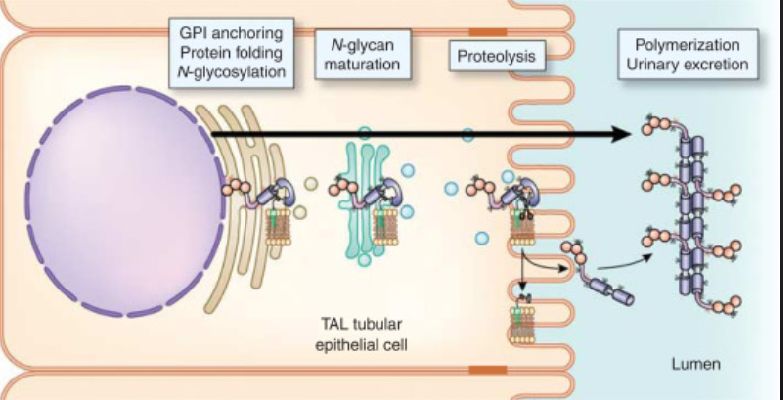 GPI anchoring
Protein folding
N-glycosylation
N-glycan
maturation
Proteolysis
Polymerization
Urinary excretion
TAL tubular
epithelial cell
Lumen